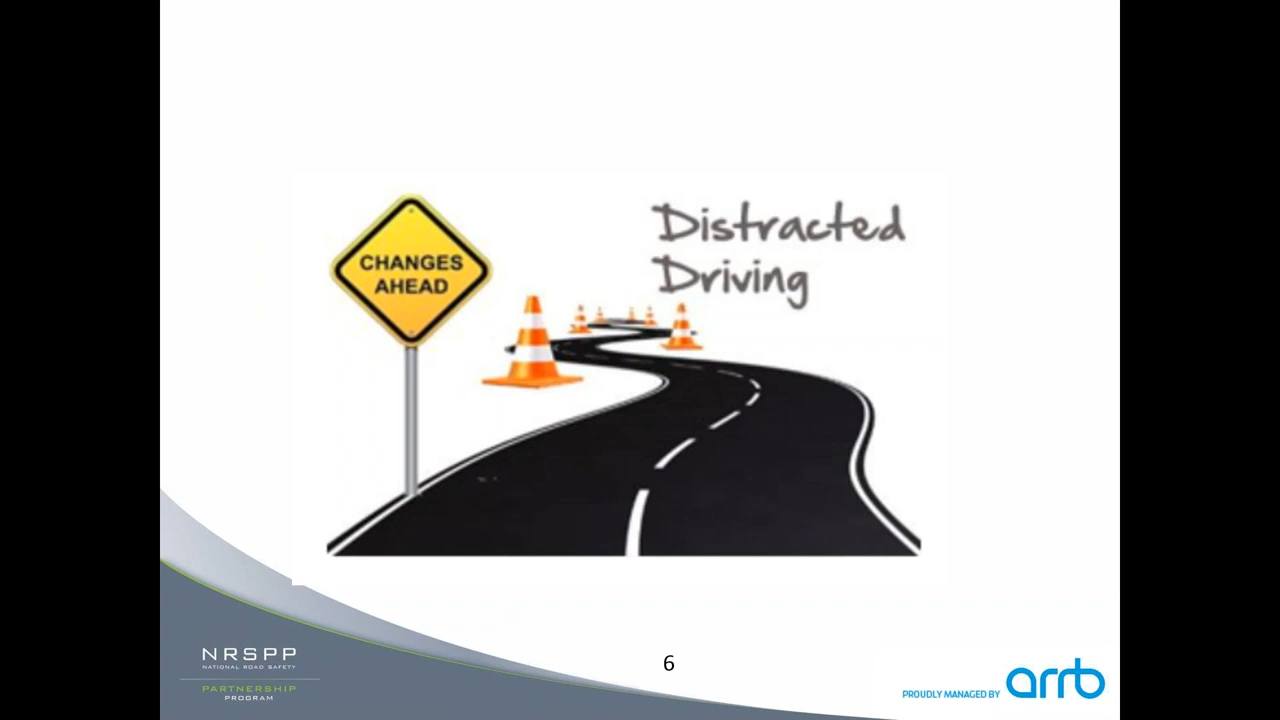 CHANGES
AHEAD
Distracted
Driving
NRSPP
NATIONAL ROAD SAFETY
PARTNERSHIP
PROGRAM
6
PROUDLY MANAGED BY arrb